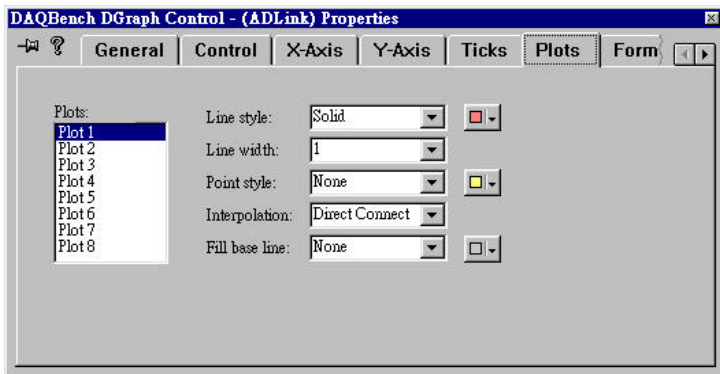 DAQBench DGraph Control - (ADLink) Properties
General Control X-Axis Y-Axis Ticks Plots Form
Plots:
Plot 1
Plot 2
Plot 3
Plot 4
Plot 5
Plot 6
Plot 7
Plot 8
Line style: Solid
Line width: 1
Point style: None
Interpolation: Direct Connect
Fill base line: None